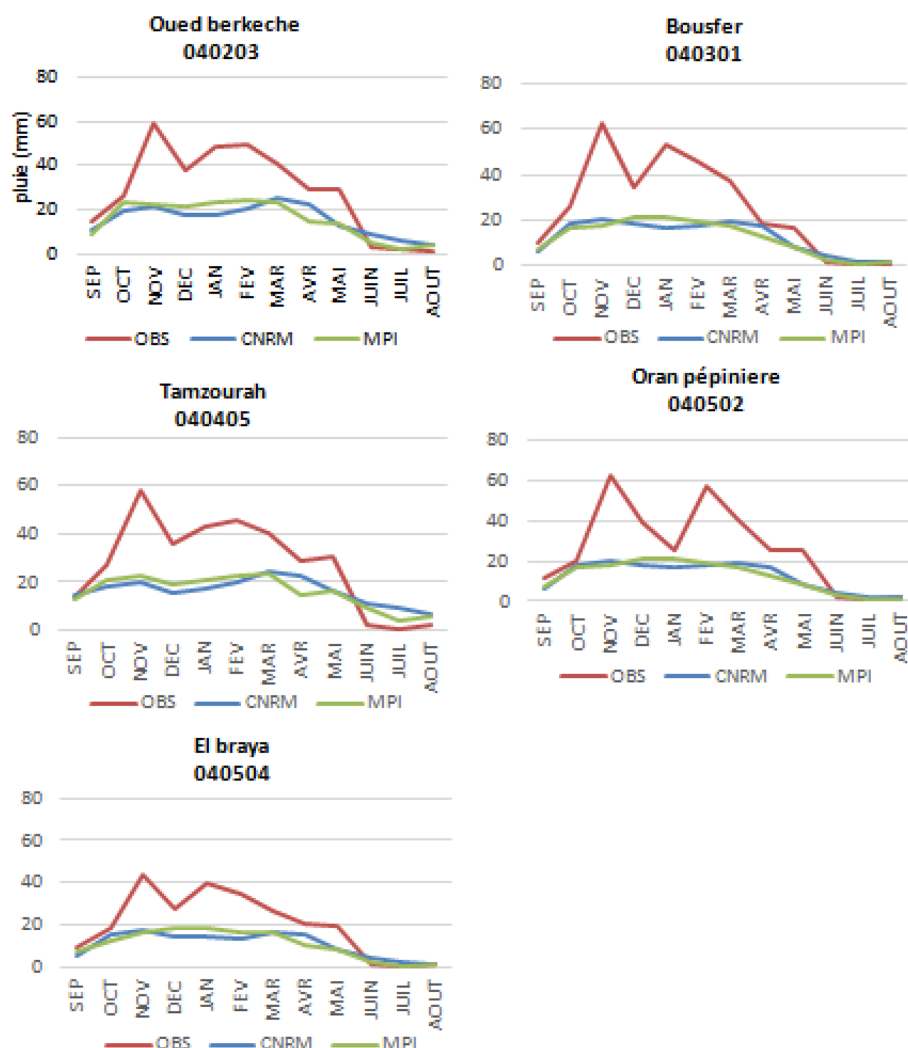 Oued berkeche
040203
pluie (mm)
80
60
40
20
0
SEP OCT NOV DEC JAN FEV MAR AVR MAI JUIN JUIL AOUT
OBS CNRM MPI
Bousfer
040301
80
60
40
20
0
SEP OCT NOV DEC JAN FEV MAR AVR MAI JUIN JUIL AOUT
OBS CNRM MPI
Tamzourah
040405
80
60
40
20
0
SEP OCT NOV DEC JAN FEV MAR AVR MAI JUIN JUIL AOUT
OBS CNRM MPI
Oran pépiniere
040502
80
60
40
20
0
SEP OCT NOV DEC JAN FEV MAR AVR MAI JUIN JUIL AOUT
OBS CNRM MPI
El braya
040504
80
60
40
20
0
SEP OCT NOV DEC JAN FEV MAR AVR MAI JUIN JUIL AOUT
OBS CNRM MPI